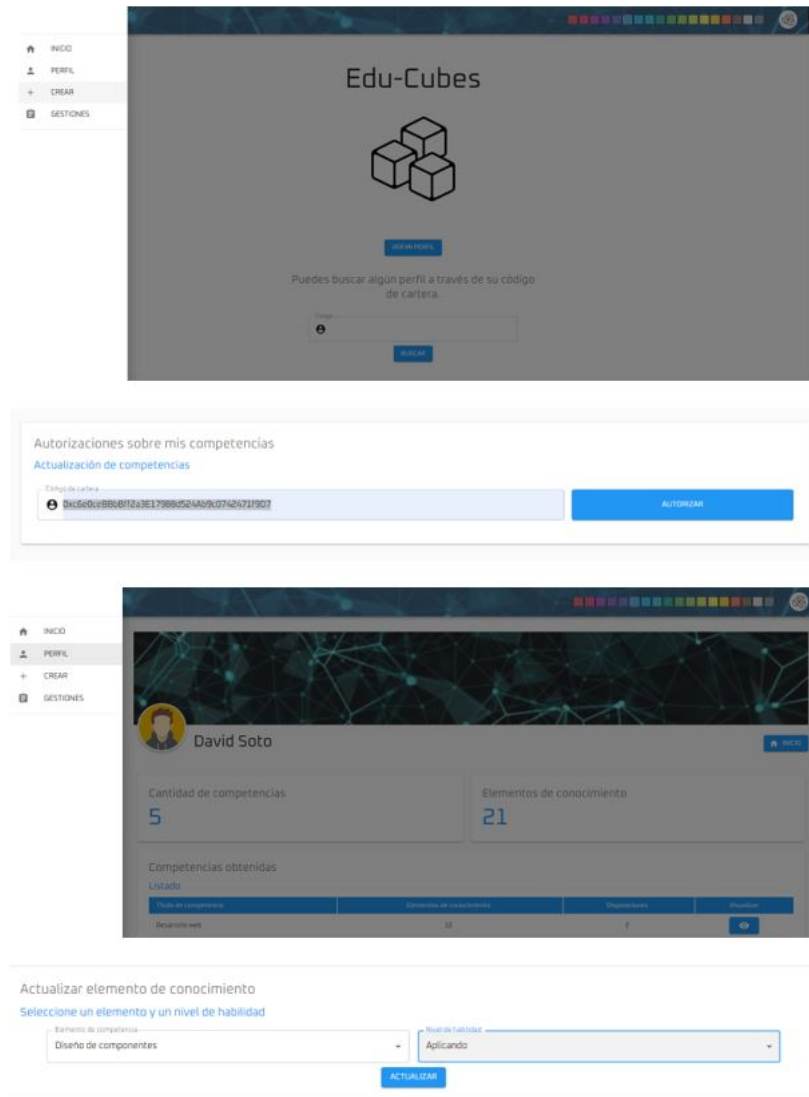 INICIO
PERFIL
CREAR
GESTIONES
Edu-Cubes
VER MI PERFIL
Puedes buscar algún perfil a través de su código
de cartera.
Código
BUSCAR
Autorizaciones sobre mis competencias
Actualización de competencias
Código de cartera
AUTORIZAR
INICIO
PERFIL
CREAR
GESTIONES
David Soto
INICIO
Cantidad de competencias
5
Elementos de conocimiento
21
Competencias obtenidas
Listado
Título de competencia Elementos de conocimiento Disposiciones Visualizar
Desarrollo web
Actualizar elemento de conocimiento
Seleccione un elemento y un nivel de habilidad
Elemento de competencia
Diseño de componentes
Nivel de habilidad
Aplicando
ACTUALIZAR